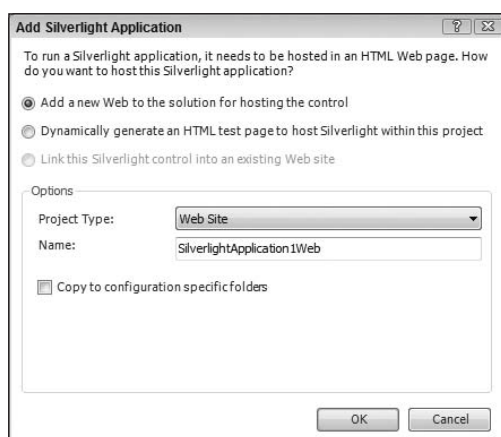 Add Silverlight Application
To run a Silverlight application, it needs to be hosted in an HTML Web page. How
do you want to host this Silverlight application?
Add a new Web to the solution for hosting the control
Dynamically generate an HTML test page to host Silverlight within this project
Link this Silverlight control into an existing Web site
Options
Project Type:
Web Site
Name:
SilverlightApplication1Web
Copy to configuration specific folders
OK
Cancel